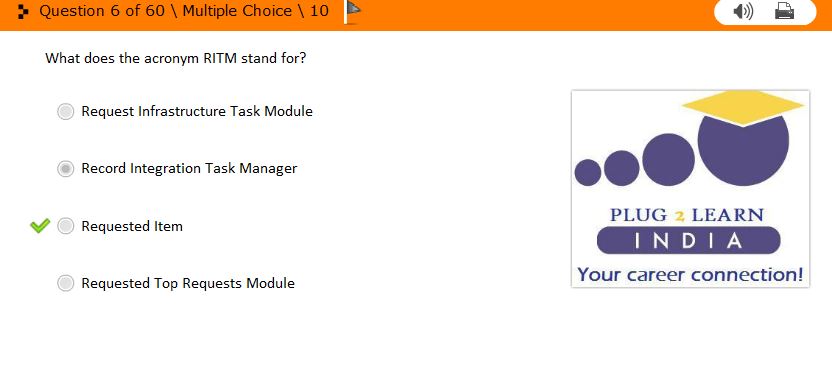 Question 6 of 60 \ Multiple Choice \ 10
What does the acronym RITM stand for?
Request Infrastructure Task Module
Record Integration Task Manager
Requested Item
Requested Top Requests Module
PLUG 2 LEARN
INDIA
Your career connection!